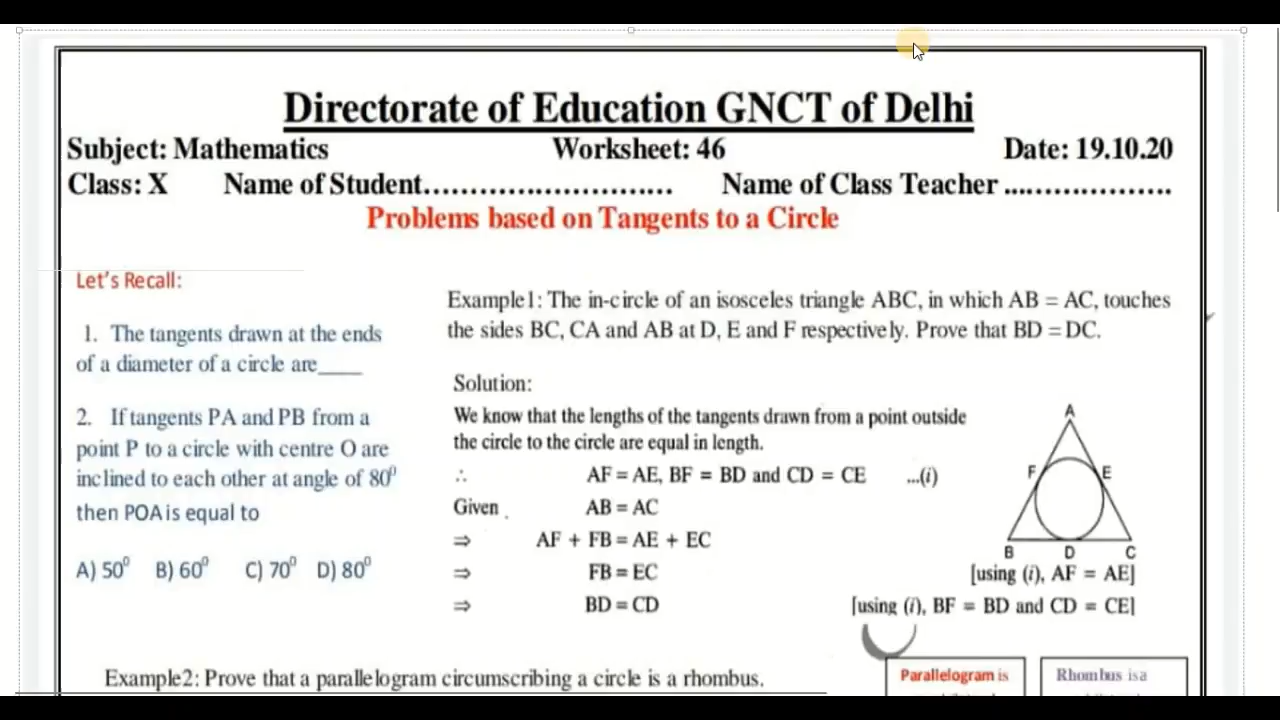 Directorate of Education GNCT of Delhi
Subject: Mathematics Worksheet: 46 Date: 19.10.20
Class: X Name of Student………………………… Name of Class Teacher ………………
Problems based on Tangents to a Circle
Let's Recall:
1. The tangents drawn at the ends
of a diameter of a circle are____
2. If tangents PA and PB from a
point P to a circle with centre O are
inclined to each other at angle of 80⁰
then POA is equal to
A) 50⁰ B) 60⁰ C) 70⁰ D) 80⁰
Example1: The in-circle of an isosceles triangle ABC, in which AB = AC, touches
the sides BC, CA and AB at D, E and F respectively. Prove that BD = DC.
Solution:
We know that the lengths of the tangents drawn from a point outside
the circle to the circle are equal in length.
∴ AF = AE, BF = BD and CD = CE ...(i)
Given AB = AC
⇒ AF + FB = AE + EC
⇒ FB = EC [using (i), AF = AE]
⇒ BD = CD [using (i), BF = BD and CD = CE]
A
F E
B D C
Example2: Prove that a parallelogram circumscribing a circle is a rhombus.
Parallelogram is
Rhombus is a